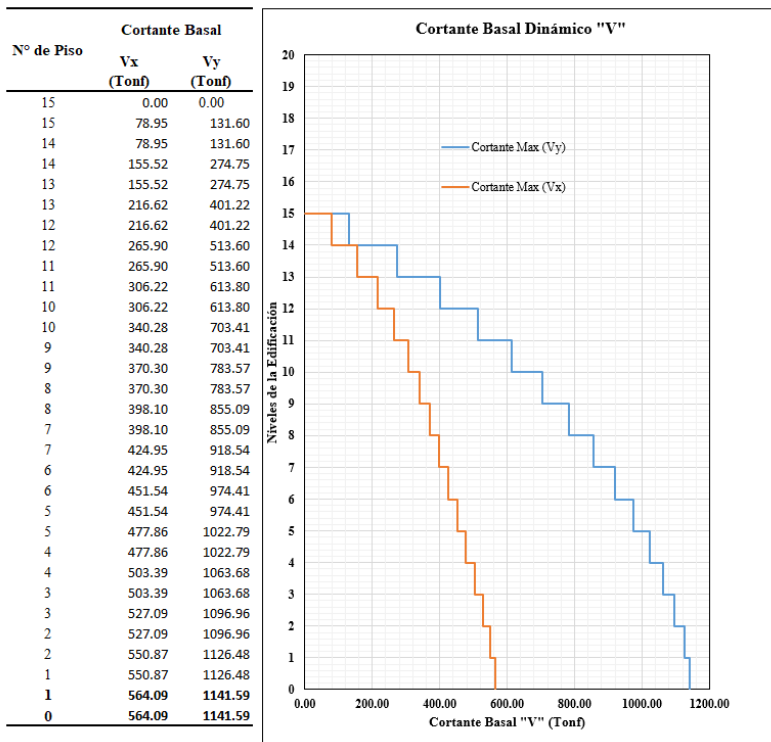 N° de Piso Cortante Basal
Vx Vy
(Tonf) (Tonf)
15 0.00 0.00
15 78.95 131.60
14 78.95 131.60
14 155.52 274.75
13 155.52 274.75
13 216.62 401.22
12 216.62 401.22
12 265.90 513.60
11 265.90 513.60
11 306.22 613.80
10 306.22 613.80
10 340.28 703.41
9 340.28 703.41
9 370.30 783.57
8 370.30 783.57
8 398.10 855.09
7 398.10 855.09
7 424.95 918.54
6 424.95 918.54
6 451.54 974.41
5 451.54 974.41
5 477.86 1022.79
4 477.86 1022.79
4 503.39 1063.68
3 503.39 1063.68
3 527.09 1096.96
2 527.09 1096.96
2 550.87 1126.48
1 550.87 1126.48
1 564.09 1141.59
0 564.09 1141.59
Cortante Basal Dinámico "V"
Niveles de la Edificación
20
19
18
17
16
15
14
13
12
11
10
9
8
7
6
5
4
3
2
1
0
Cortante Max (Vy)
Cortante Max (Vx)
0.00 200.00 400.00 600.00 800.00 1000.00 1200.00
Cortante Basal "V" (Tonf)